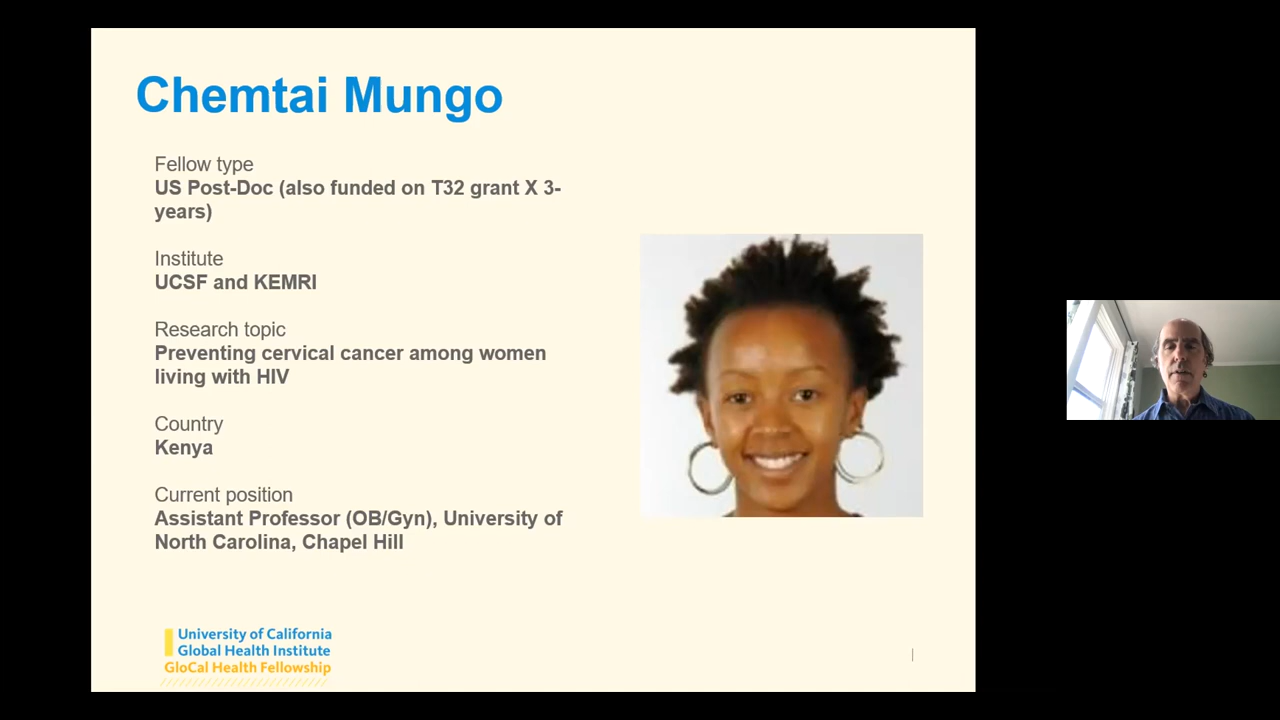 Chemtai Mungo
Fellow type
US Post-Doc (also funded on T32 grant X 3-
years)
Institute
UCSF and KEMRI
Research topic
Preventing cervical cancer among women
living with HIV
Country
Kenya
Current position
Assistant Professor (OB/Gyn), University of
North Carolina, Chapel Hill
University of California
Global Health Institute
GloCal Health Fellowship
|